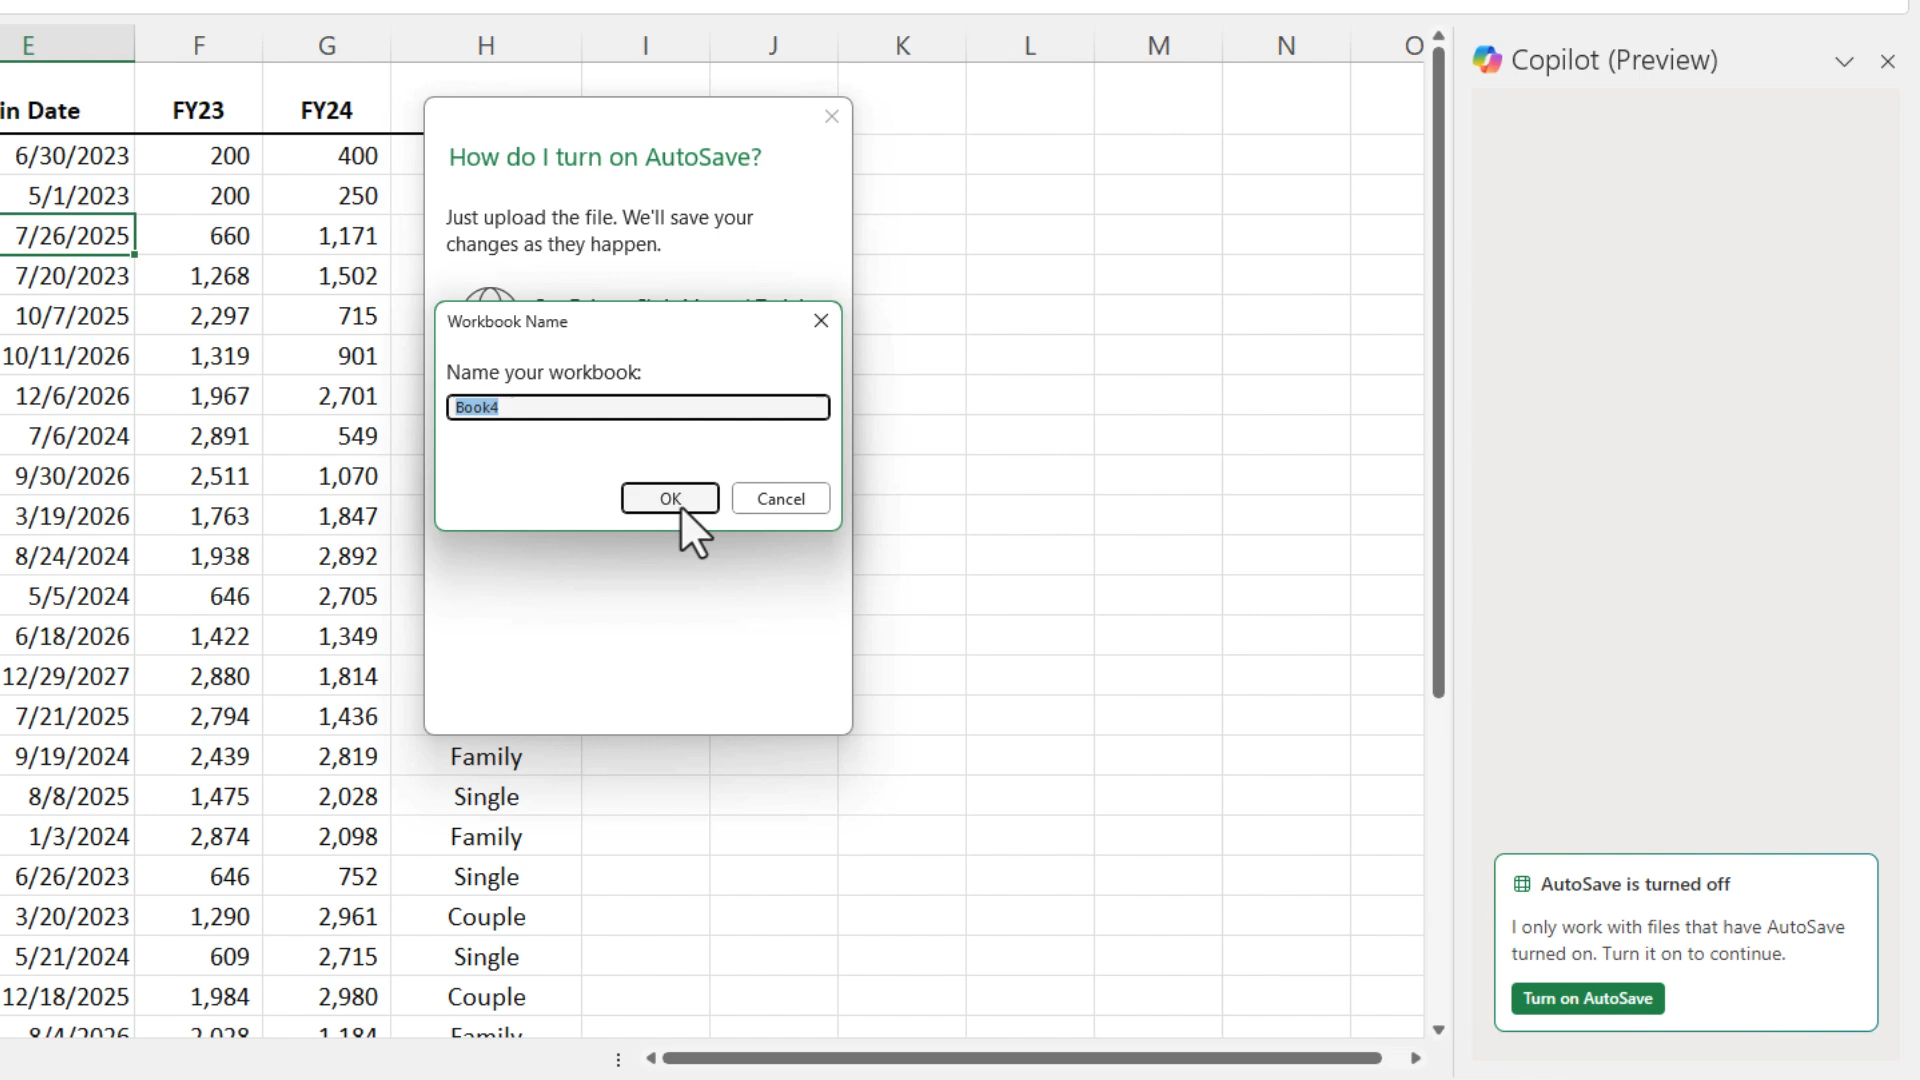 E F G H I J K L M N O
in Date FY23 FY24
6/30/2023 200 400
5/1/2023 200 250
7/26/2025 660 1,171
7/20/2023 1,268 1,502
10/7/2025 2,297 715
10/11/2026 1,319 901
12/6/2026 1,967 2,701
7/6/2024 2,891 549
9/30/2026 2,511 1,070
3/19/2026 1,763 1,847
8/24/2024 1,938 2,892
5/5/2024 646 2,705
6/18/2026 1,422 1,349
12/29/2027 2,880 1,814
7/21/2025 2,794 1,436
9/19/2024 2,439 2,819 Family
8/8/2025 1,475 2,028 Single
1/3/2024 2,874 2,098 Family
6/26/2023 646 752 Single
3/20/2023 1,290 2,961 Couple
5/21/2024 609 2,715 Single
12/18/2025 1,984 2,980 Couple
8/4/2026 2,028 1,184 Family
How do I turn on AutoSave?
Just upload the file. We'll save your
changes as they happen.
Workbook Name
Name your workbook:
Book4
OK Cancel
Copilot (Preview)
AutoSave is turned off
I only work with files that have AutoSave
turned on. Turn it on to continue.
Turn on AutoSave